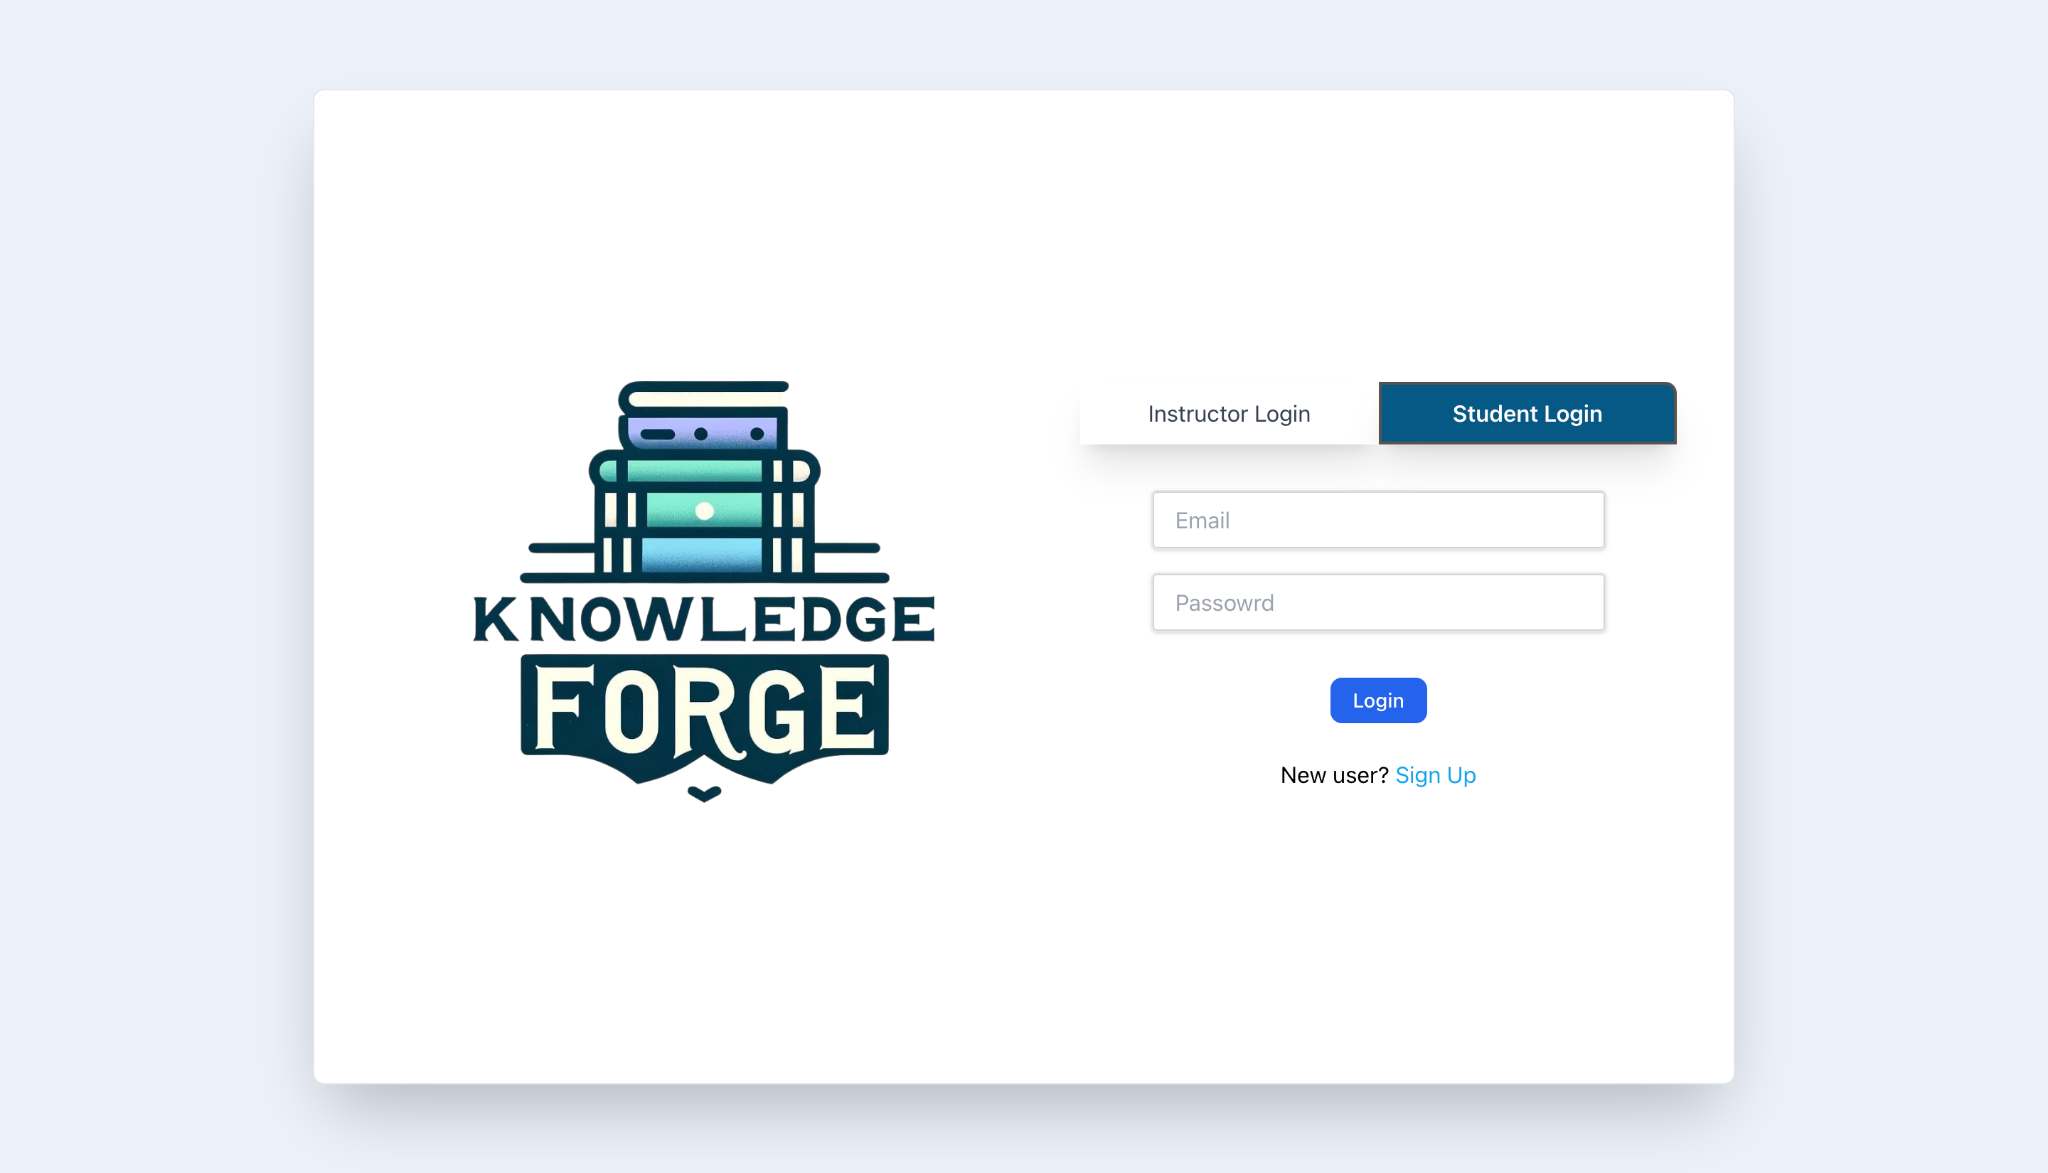 KNOWLEDGE
FORGE
Instructor Login
Student Login
Email
Passowrd
Login
New user? Sign Up